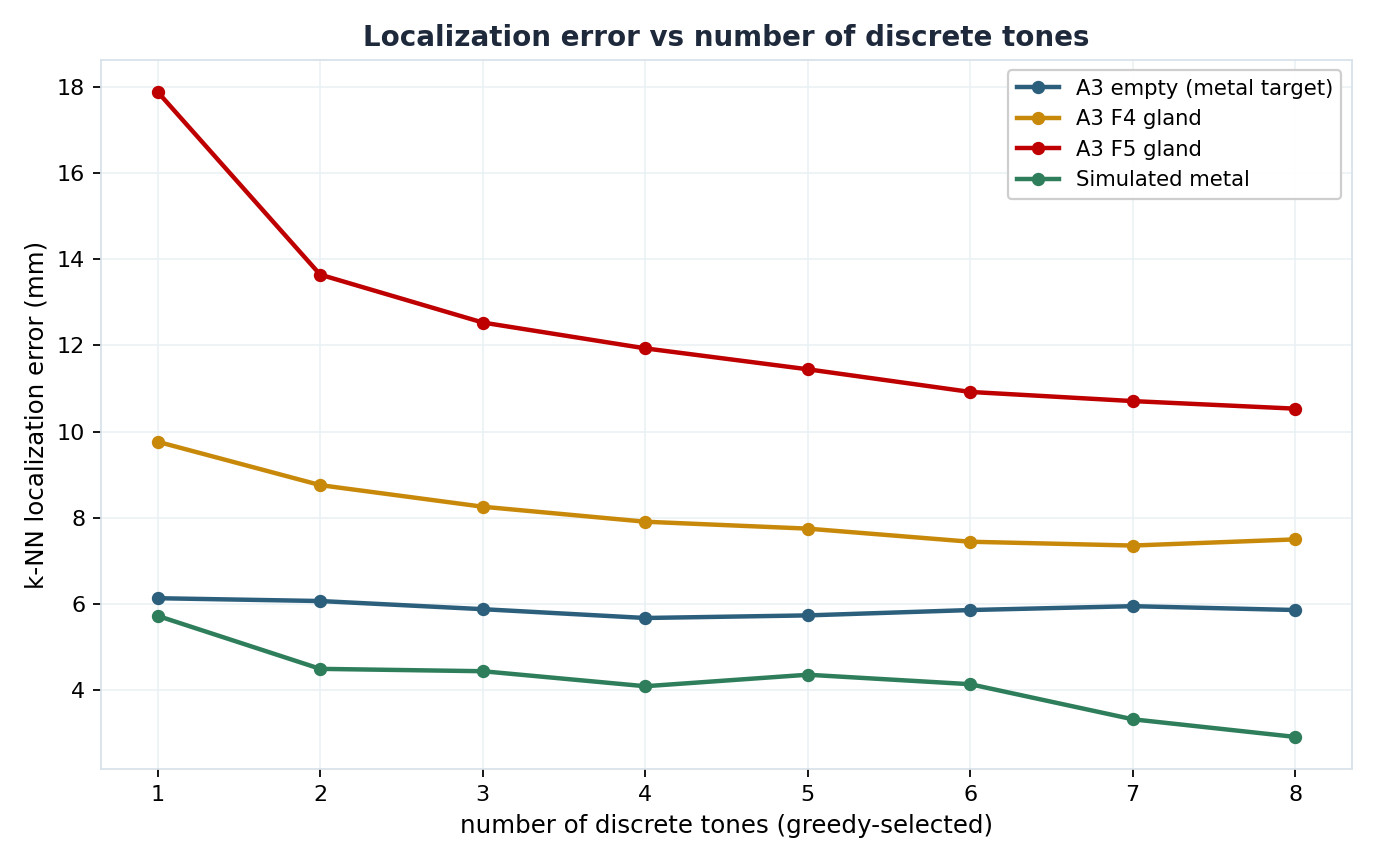 Localization error vs number of discrete tones
A3 empty (metal target)
A3 F4 gland
A3 F5 gland
Simulated metal
k-NN localization error (mm)
18
16
14
12
10
8
6
4
1 2 3 4 5 6 7 8
number of discrete tones (greedy-selected)